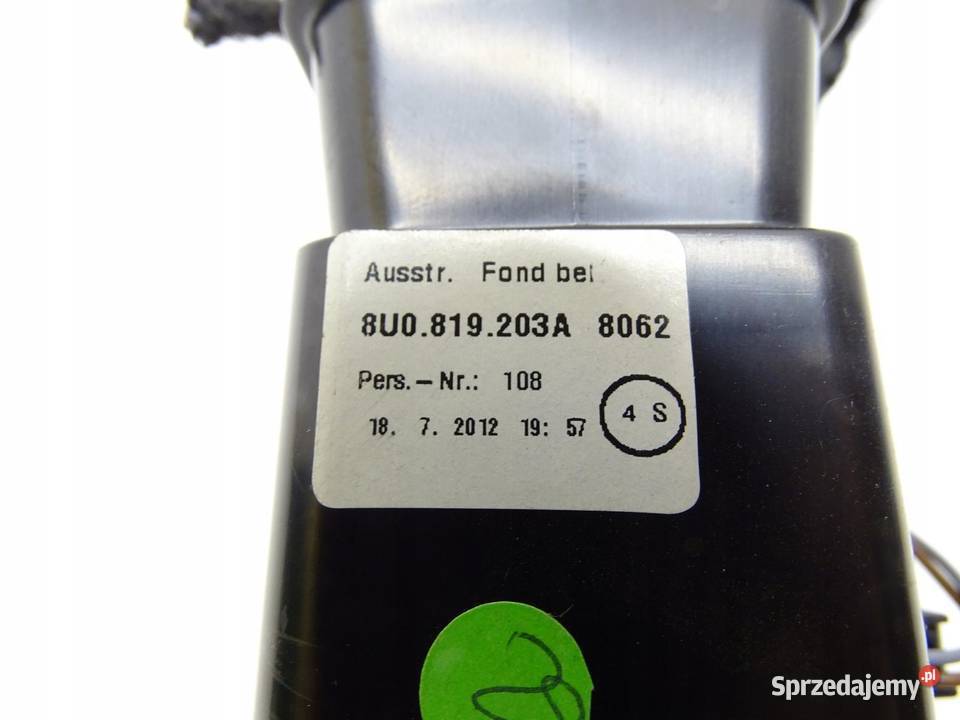 Ausstr. Fond bel
8U0.819.203A 8062
Pers.-Nr.: 108
18. 7. 2012 19: 57
4 S
Sprzedajemy.pl